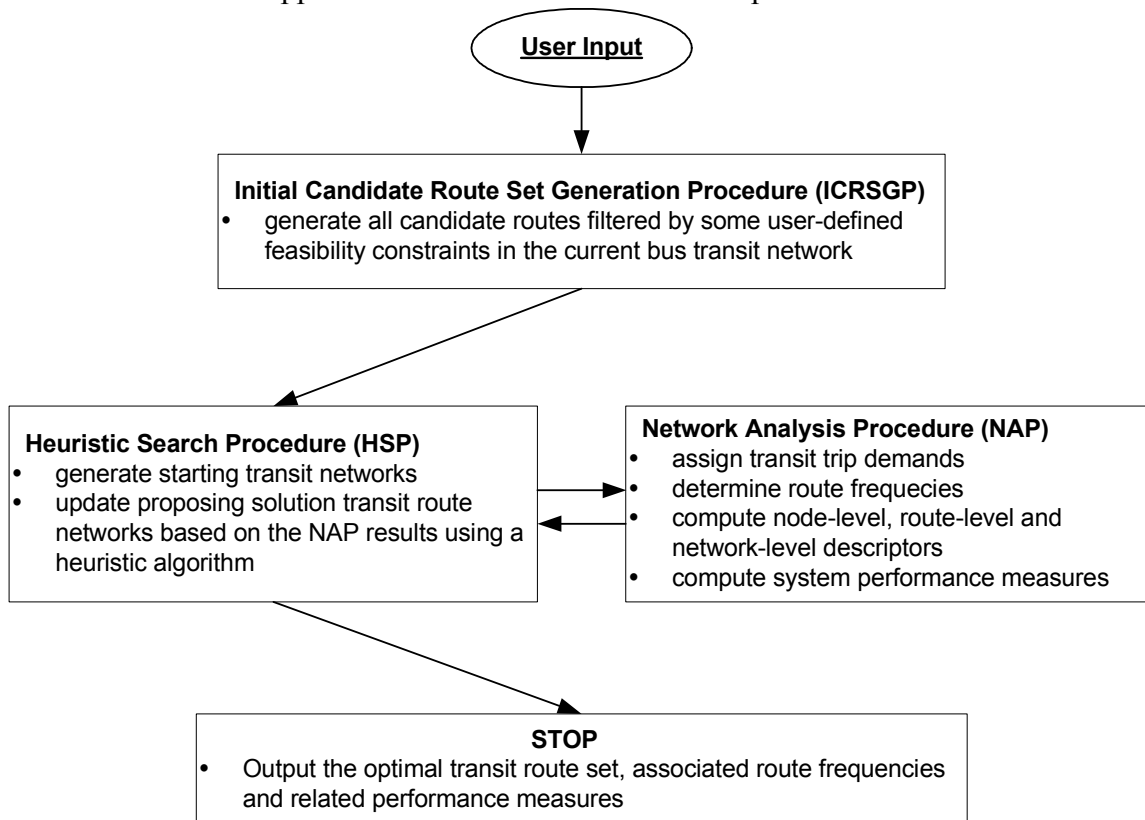 User Input
Initial Candidate Route Set Generation Procedure (ICRSGP)
• generate all candidate routes filtered by some user-defined
feasibility constraints in the current bus transit network
Heuristic Search Procedure (HSP)
• generate starting transit networks
• update proposing solution transit route
networks based on the NAP results using a
heuristic algorithm
Network Analysis Procedure (NAP)
• assign transit trip demands
• determine route frequecies
• compute node-level, route-level and
network-level descriptors
• compute system performance measures
STOP
• Output the optimal transit route set, associated route frequencies
and related performance measures